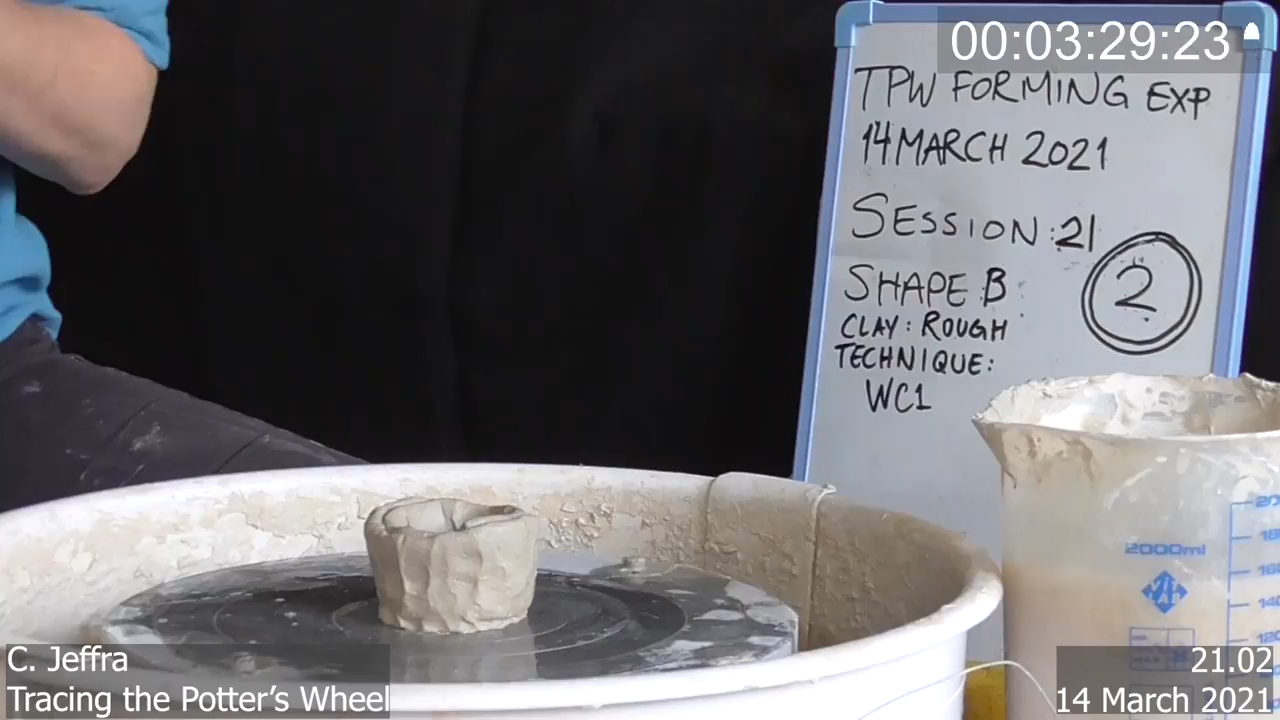 00:03:29:23
TPW FORMING EXP
14 MARCH 2021
SESSION: 21
2
SHAPE B
CLAY: ROUGH
TECHNIQUE:
WC1
2000ml
C. Jeffra
Tracing the Potter's Wheel
21.02
14 March 2021